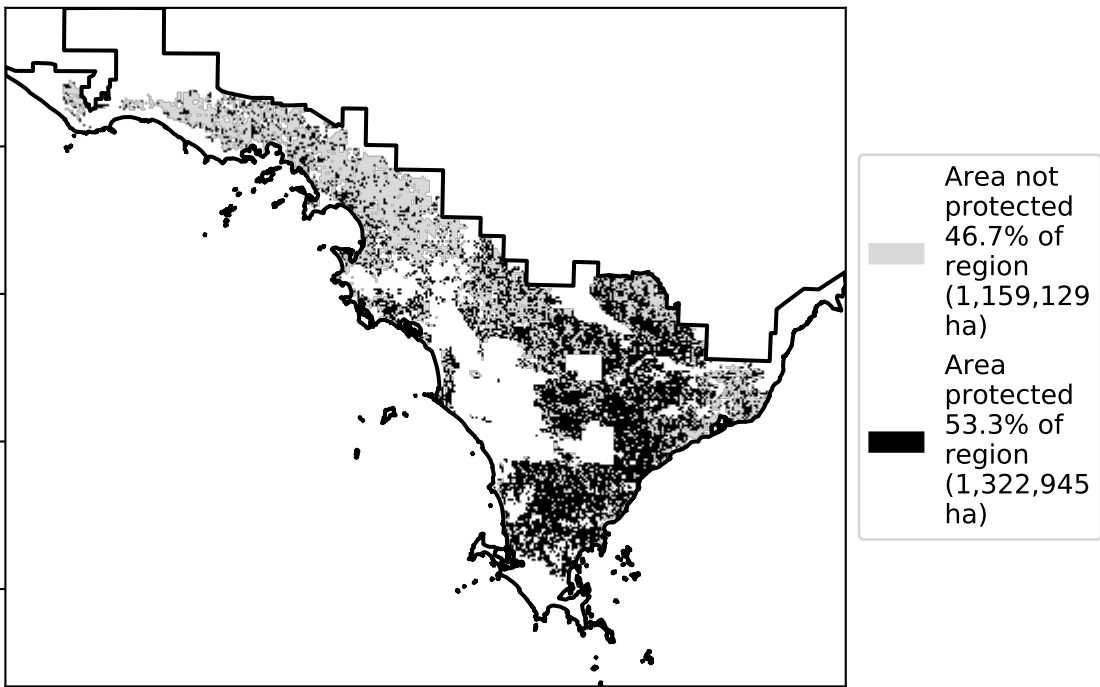 Area not
protected
46.7% of
region
(1,159,129
ha)
Area
protected
53.3% of
region
(1,322,945
ha)